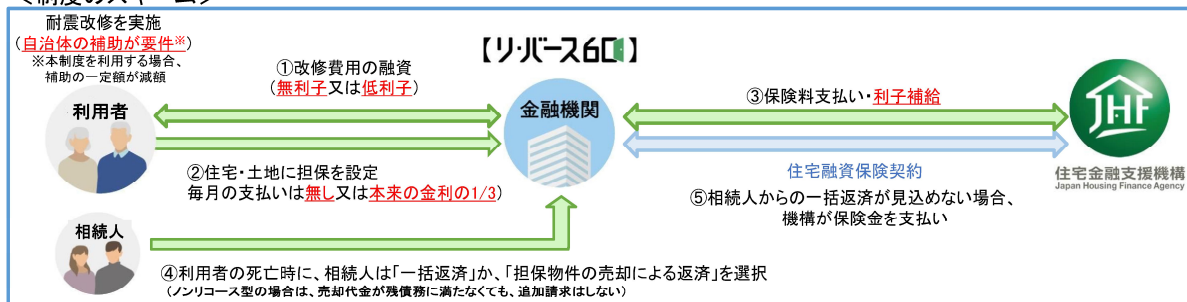 耐震改修を実施
(自治体の補助が要件※)
※本制度を利用する場合、
補助の一定額が減額
利用者
①改修費用の融資
(無利子又は低利子)
【リ・バース60】
金融機関
②住宅・土地に担保を設定
毎月の支払いは無し又は本来の金利の1/3)
③保険料支払い・利子補給
住宅融資保険契約
⑤相続人からの一括返済が見込めない場合、
機構が保険金を支払い
JHF
住宅金融支援機構
Japan Housing Finance Agency
相続人
④利用者の死亡時に、相続人は「一括返済」か、「担保物件の売却による返済」を選択
(ノンリコース型の場合は、売却代金が残債務に満たなくても、追加請求はしない)